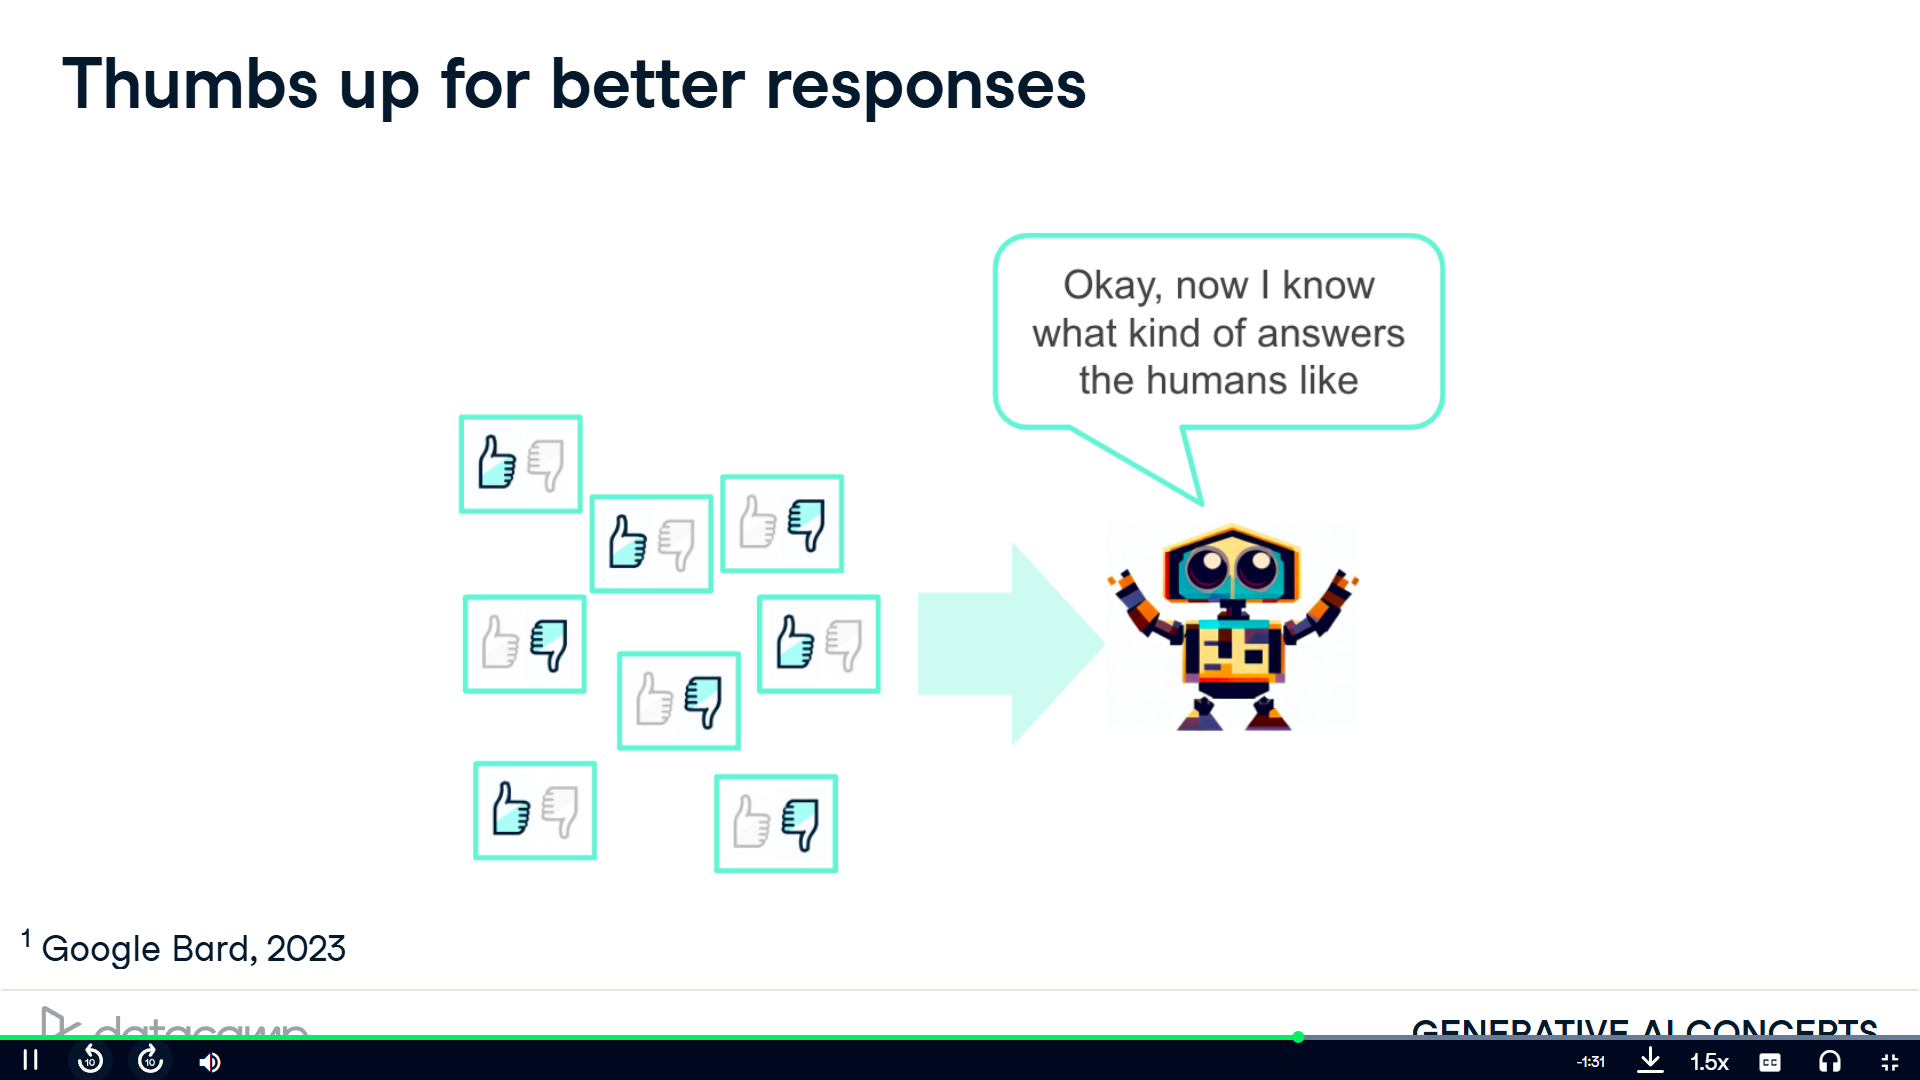 Thumbs up for better responses
Okay, now I know
what kind of answers
the humans like
1 Google Bard, 2023
datacamp
GENERATIVE AI CONCEPTS
10
10
-1:31
1.5x
CC